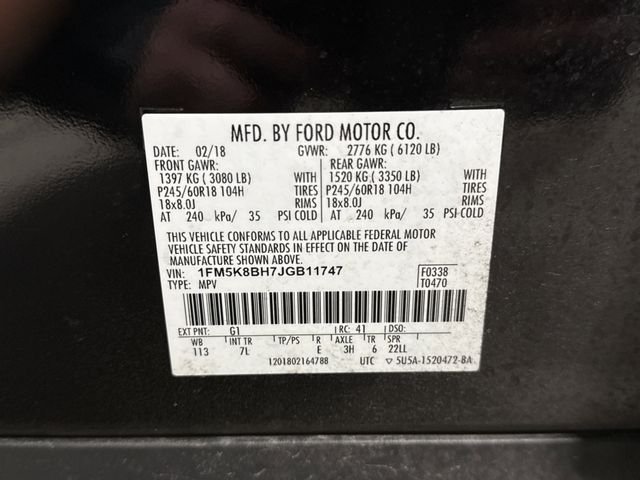 MFD. BY FORD MOTOR CO.
DATE: 02/18 GVWR: 2776 KG ( 6120 LB)
FRONT GAWR: REAR GAWR:
1397 KG ( 3080 LB) WITH 1520 KG ( 3350 LB) WITH
P245/60R18 104H TIRES P245/60R18 104H TIRES
18x8.0J RIMS 18x8.0J RIMS
AT 240 kPa/ 35 PSI COLD AT 240 kPa/ 35 PSI COLD
THIS VEHICLE CONFORMS TO ALL APPLICABLE FEDERAL MOTOR
VEHICLE SAFETY STANDARDS IN EFFECT ON THE DATE OF
MANUFACTURE SHOWN ABOVE.
VIN: 1FM5K8BH7JGB11747 F0338
TYPE: MPV T0470
EXT PNT: G1 RC: 41 DSO:
WB INT TR TP/PS R AXLE TR SPR
113 7L E 3H 6 22LL
1201802164788 UTC ▽ 5U5A-1520472-BA